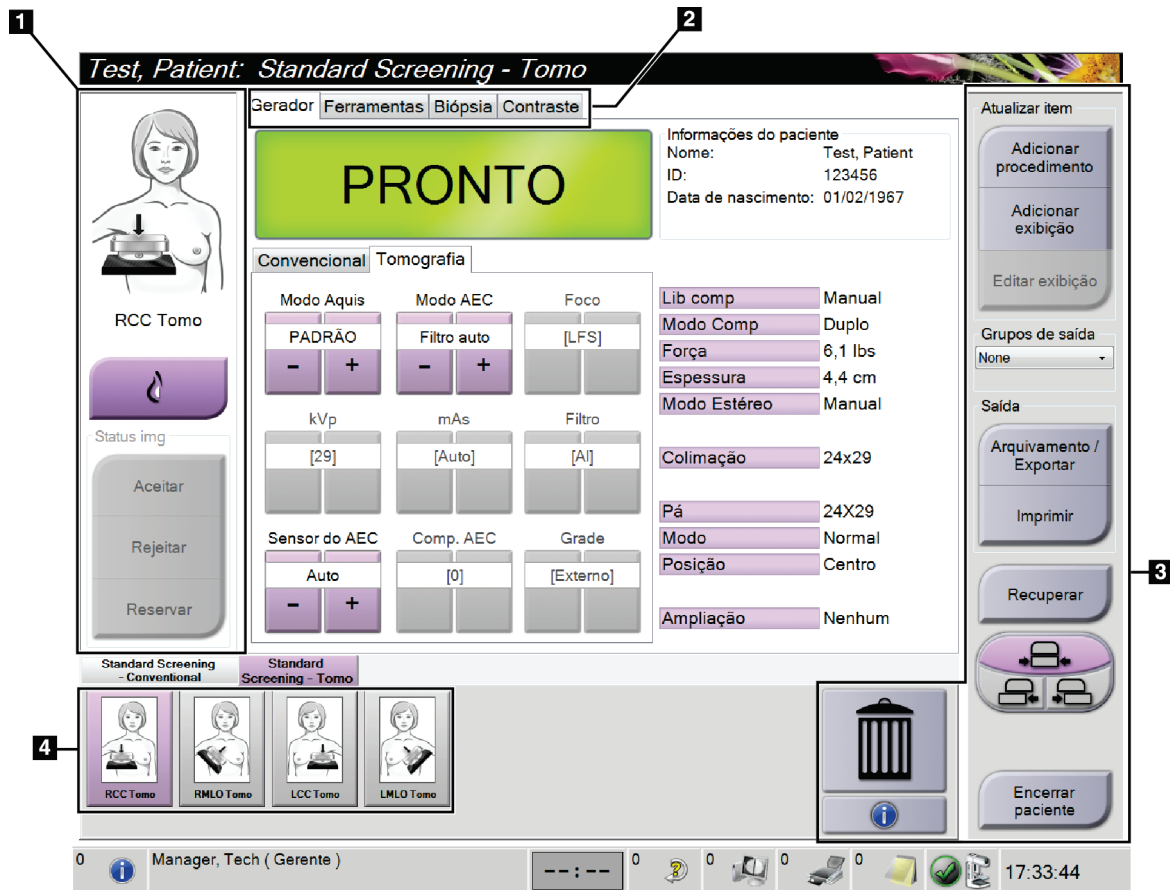 1
2
Test, Patient: Standard Screening - Tomo
Gerador Ferramentas Biópsia Contraste
RCC Tomo
Status img
Aceitar
Rejeitar
Reservar
PRONTO
Informações do paciente
Nome: Test, Patient
ID: 123456
Data de nascimento: 01/02/1967
Convencional Tomografia
Modo Aquis Modo AEC Foco
PADRÃO Filtro auto [LFS]
- + - +
kVp mAs Filtro
[29] [Auto] [Al]
Sensor do AEC Comp. AEC Grade
Auto [0] [Externo]
- +
Lib comp Manual
Modo Comp Duplo
Força 6,1 lbs
Espessura 4,4 cm
Modo Estéreo Manual
Colimação 24x29
Pá 24X29
Modo Normal
Posição Centro
Ampliação Nenhum
Atualizar item
Adicionar
procedimento
Adicionar
exibição
Editar exibição
Grupos de saída
None
Saída
Arquivamento /
Exportar
Imprimir
Recuperar
Encerrar
paciente
3
Standard Screening
- Conventional
Standard
Screening - Tomo
4
RCC Tomo RMLO Tomo LCC Tomo LMLO Tomo
0 Manager, Tech ( Gerente ) --:-- 0 0 0 0 17:33:44